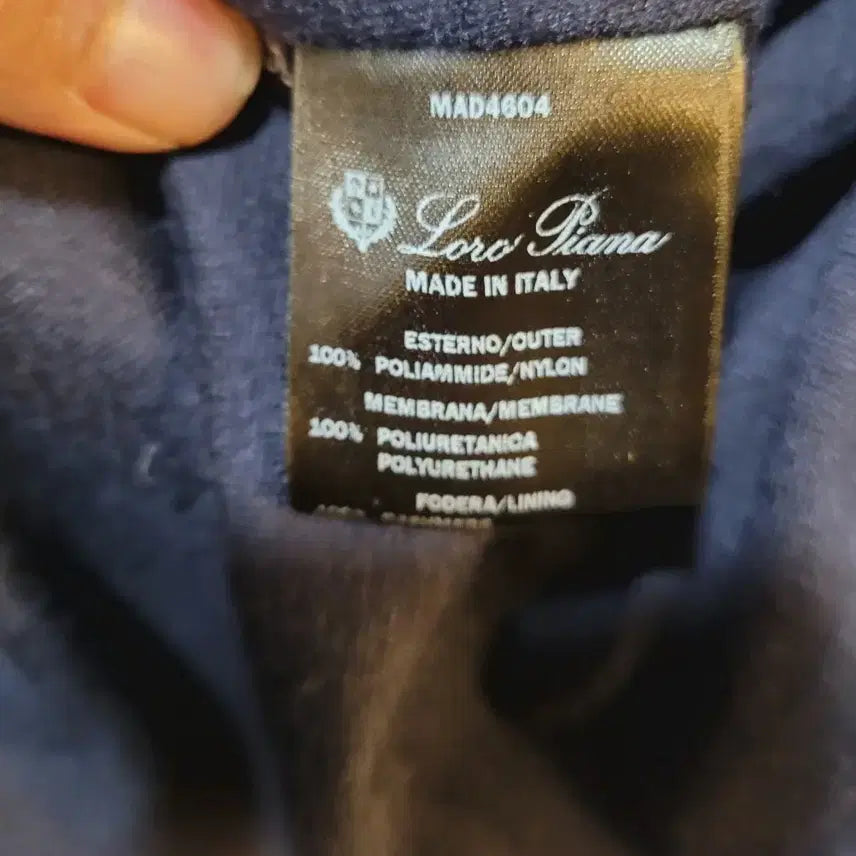 MAD4604
Loro Piana
MADE IN ITALY
ESTERNO/OUTER
100% POLIAMMIDE/NYLON
MEMBRANA/MEMBRANE
100% POLIURETANICA
POLYURETHANE
FODERA/LINING